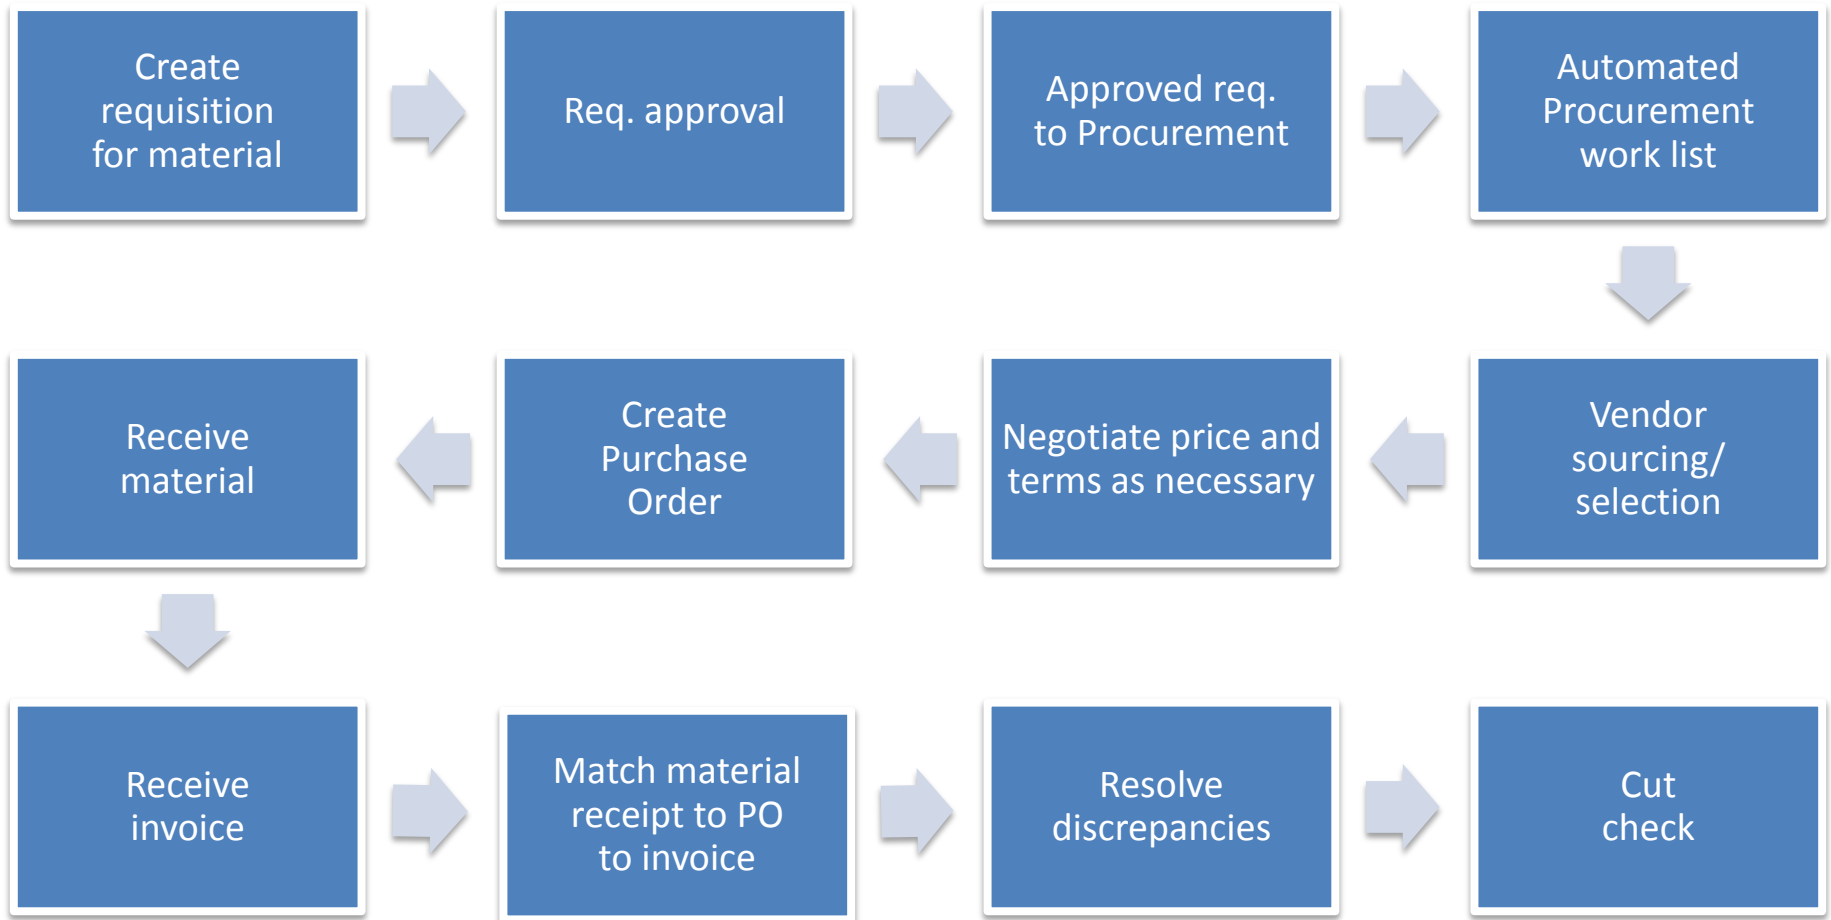 Create
requisition
for material
Req. approval
Approved req.
to Procurement
Automated
Procurement
work list
Vendor
sourcing/
selection
Negotiate price and
terms as necessary
Create
Purchase
Order
Receive
material
Receive
invoice
Match material
receipt to PO
to invoice
Resolve
discrepancies
Cut
check